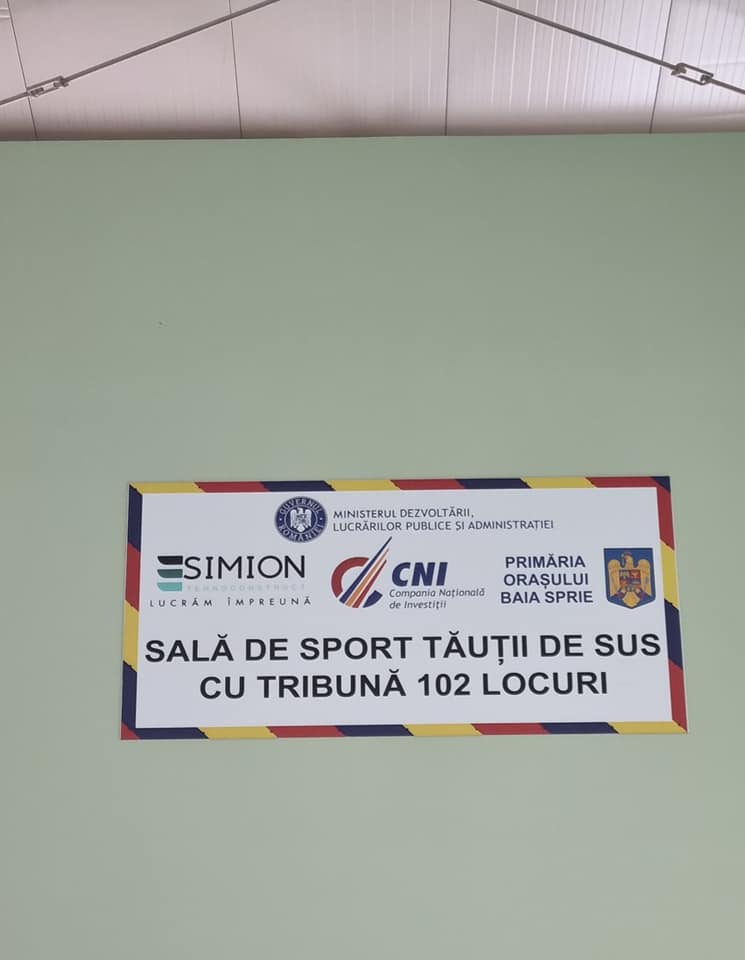 GUVERNUL ROMÂNIEI
MINISTERUL DEZVOLTĂRII,
LUCRĂRILOR PUBLICE ȘI ADMINISTRAȚIEI
SIMION
TEHNOCONSTRUCT
LUCRĂM ÎMPREUNĂ
CNI
Compania Națională
de Investiții
PRIMĂRIA
ORAȘULUI
BAIA SPRIE
SALĂ DE SPORT TĂUȚII DE SUS
CU TRIBUNĂ 102 LOCURI